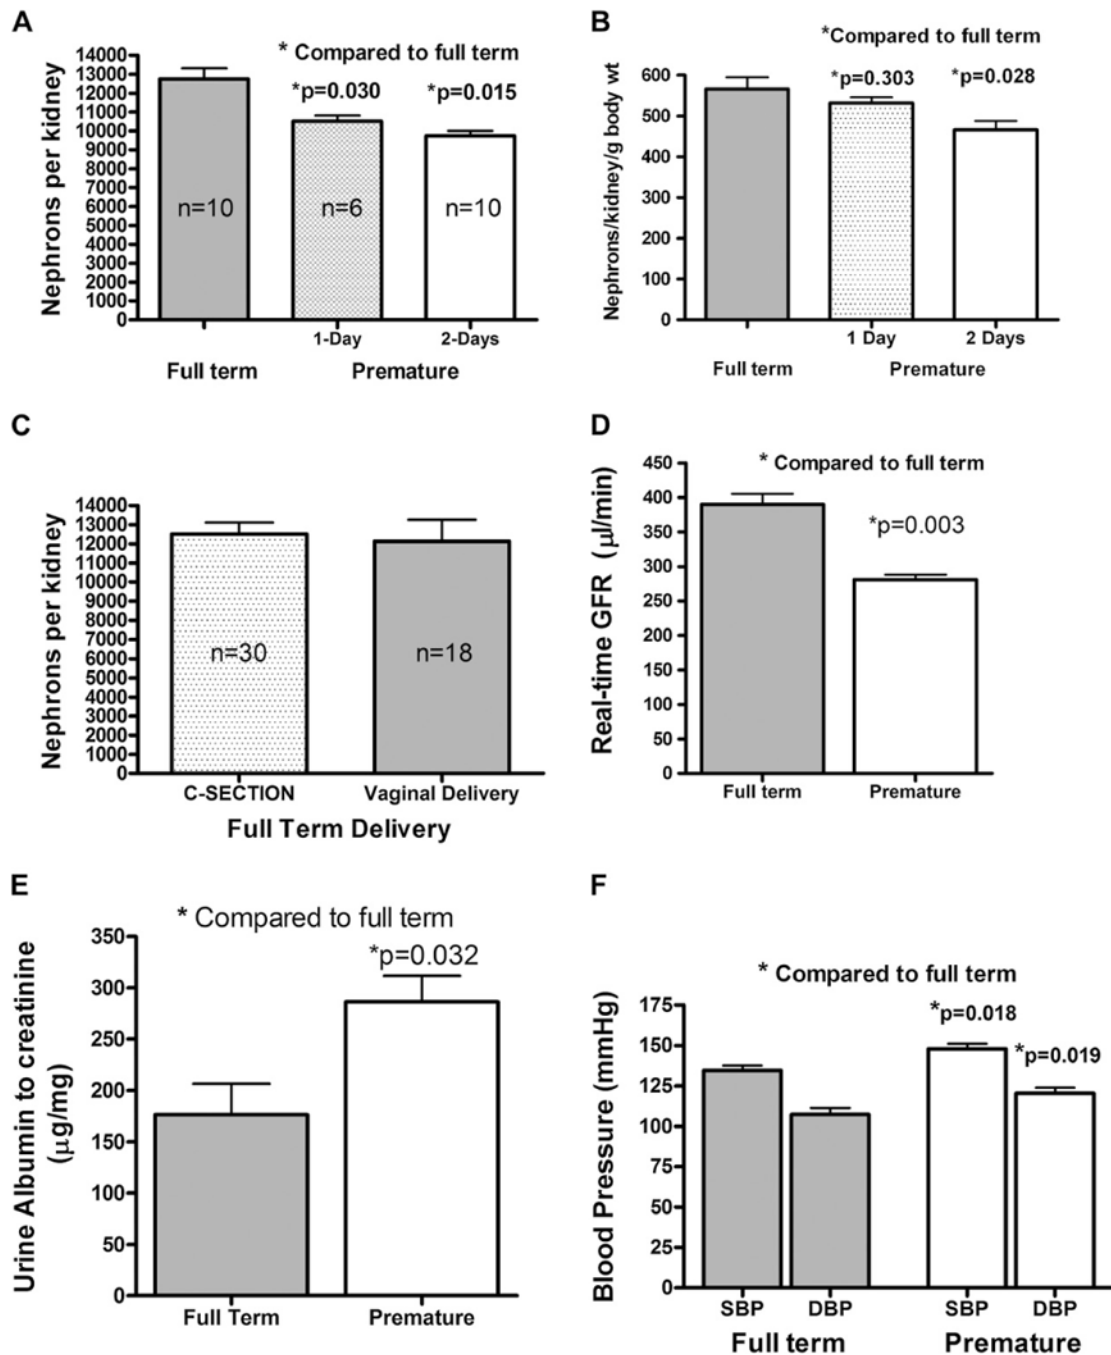 A
* Compared to full term
*p=0.030 *p=0.015
Nephrons per kidney
14000
13000
12000
11000
10000
9000
8000
7000
6000
5000
4000
3000
2000
1000
0
n=10 n=6 n=10
1-Day 2-Days
Full term Premature
B
*Compared to full term
*p=0.303 *p=0.028
Nephrons/kidney/g body wt
600
500
400
300
200
100
0
1 Day 2 Days
Full term Premature
C
Nephrons per kidney
14000
13000
12000
11000
10000
9000
8000
7000
6000
5000
4000
3000
2000
1000
0
n=30 n=18
C-SECTION Vaginal Delivery
Full Term Delivery
D
* Compared to full term
*p=0.003
Real-time GFR (µl/min)
450
400
350
300
250
200
150
100
50
0
Full term Premature
E
* Compared to full term
*p=0.032
Urine Albumin to creatinine
(µg/mg)
350
300
250
200
150
100
50
0
Full Term Premature
F
* Compared to full term
*p=0.018
*p=0.019
Blood Pressure (mmHg)
175
150
125
100
75
50
25
0
SBP DBP SBP DBP
Full term Premature